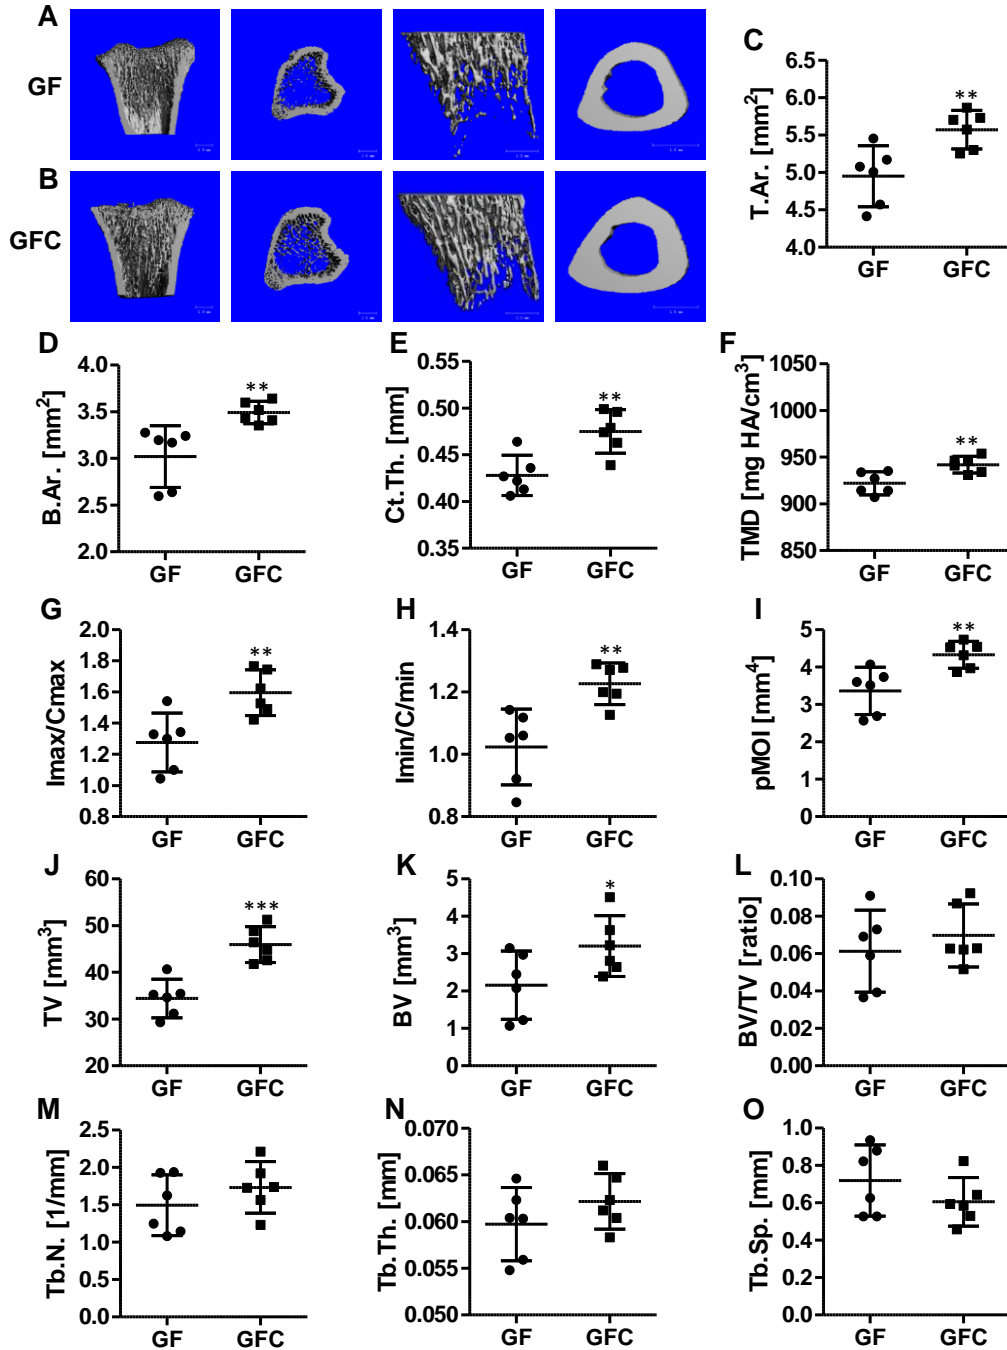 A
GF
B
GFC
C
T.Ar. [mm²]
6.5
6.0
5.5
5.0
4.5
4.0
**
GF GFC
D
B.Ar. [mm²]
4.0
3.5
3.0
2.5
2.0
**
GF GFC
E
Ct.Th. [mm]
0.55
0.50
0.45
0.40
0.35
**
GF GFC
F
TMD [mg HA/cm³]
1050
1000
950
900
850
**
GF GFC
G
Imax/Cmax
2.0
1.8
1.6
1.4
1.2
1.0
0.8
**
GF GFC
H
Imin/C/min
1.4
1.2
1.0
0.8
**
GF GFC
I
pMOI [mm⁴]
5
4
3
2
1
0
**
GF GFC
J
TV [mm³]
60
50
40
30
20
***
GF GFC
K
BV [mm³]
5
4
3
2
1
0
*
GF GFC
L
BV/TV [ratio]
0.10
0.08
0.06
0.04
0.02
0.00
GF GFC
M
Tb.N. [1/mm]
2.5
2.0
1.5
1.0
0.5
0.0
GF GFC
N
Tb.Th. [mm]
0.070
0.065
0.060
0.055
0.050
GF GFC
O
Tb.Sp. [mm]
1.0
0.8
0.6
0.4
0.2
0.0
GF GFC